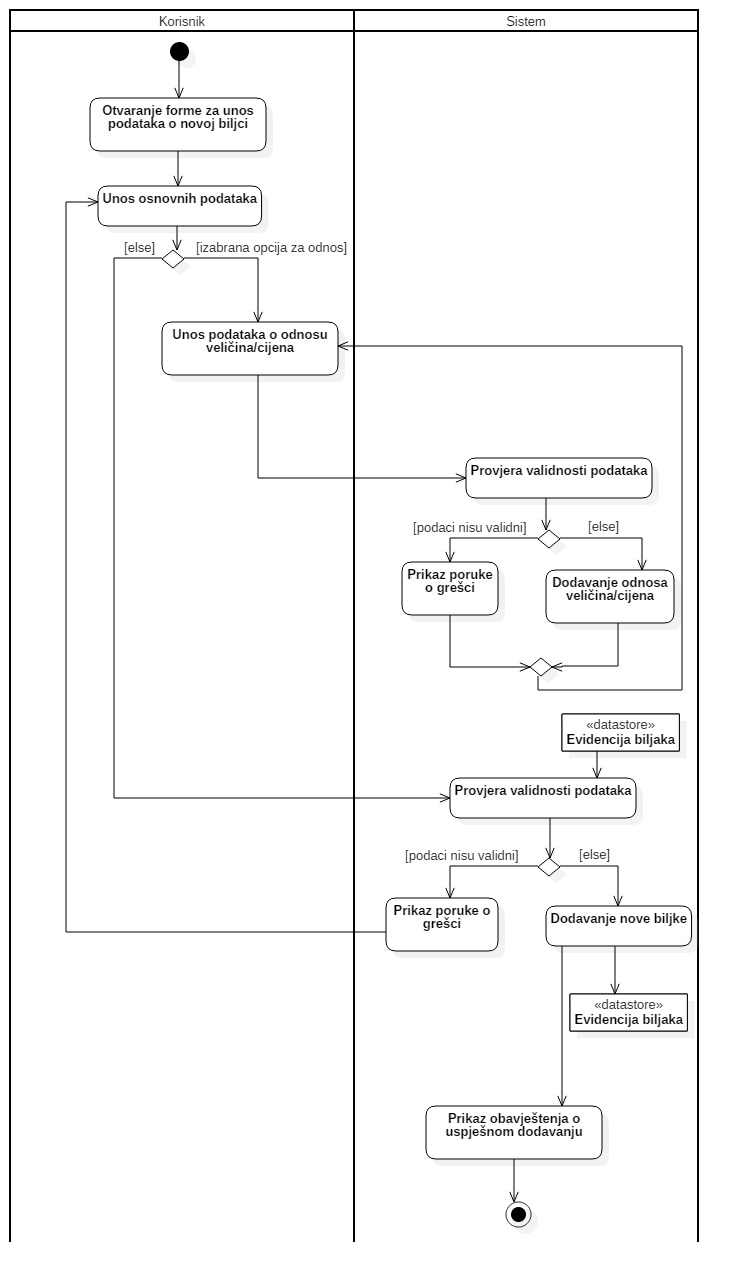 Korisnik
Sistem
Otvaranje forme za unos
podataka o novoj biljci
Unos osnovnih podataka
[else]
[izabrana opcija za odnos]
Unos podataka o odnosu
veličina/cijena
Provjera validnosti podataka
[podaci nisu validni]
[else]
Prikaz poruke
o grešci
Dodavanje odnosa
veličina/cijena
«datastore»
Evidencija biljaka
Provjera validnosti podataka
[podaci nisu validni]
[else]
Prikaz poruke o
grešci
Dodavanje nove biljke
«datastore»
Evidencija biljaka
Prikaz obavještenja o
uspješnom dodavanju